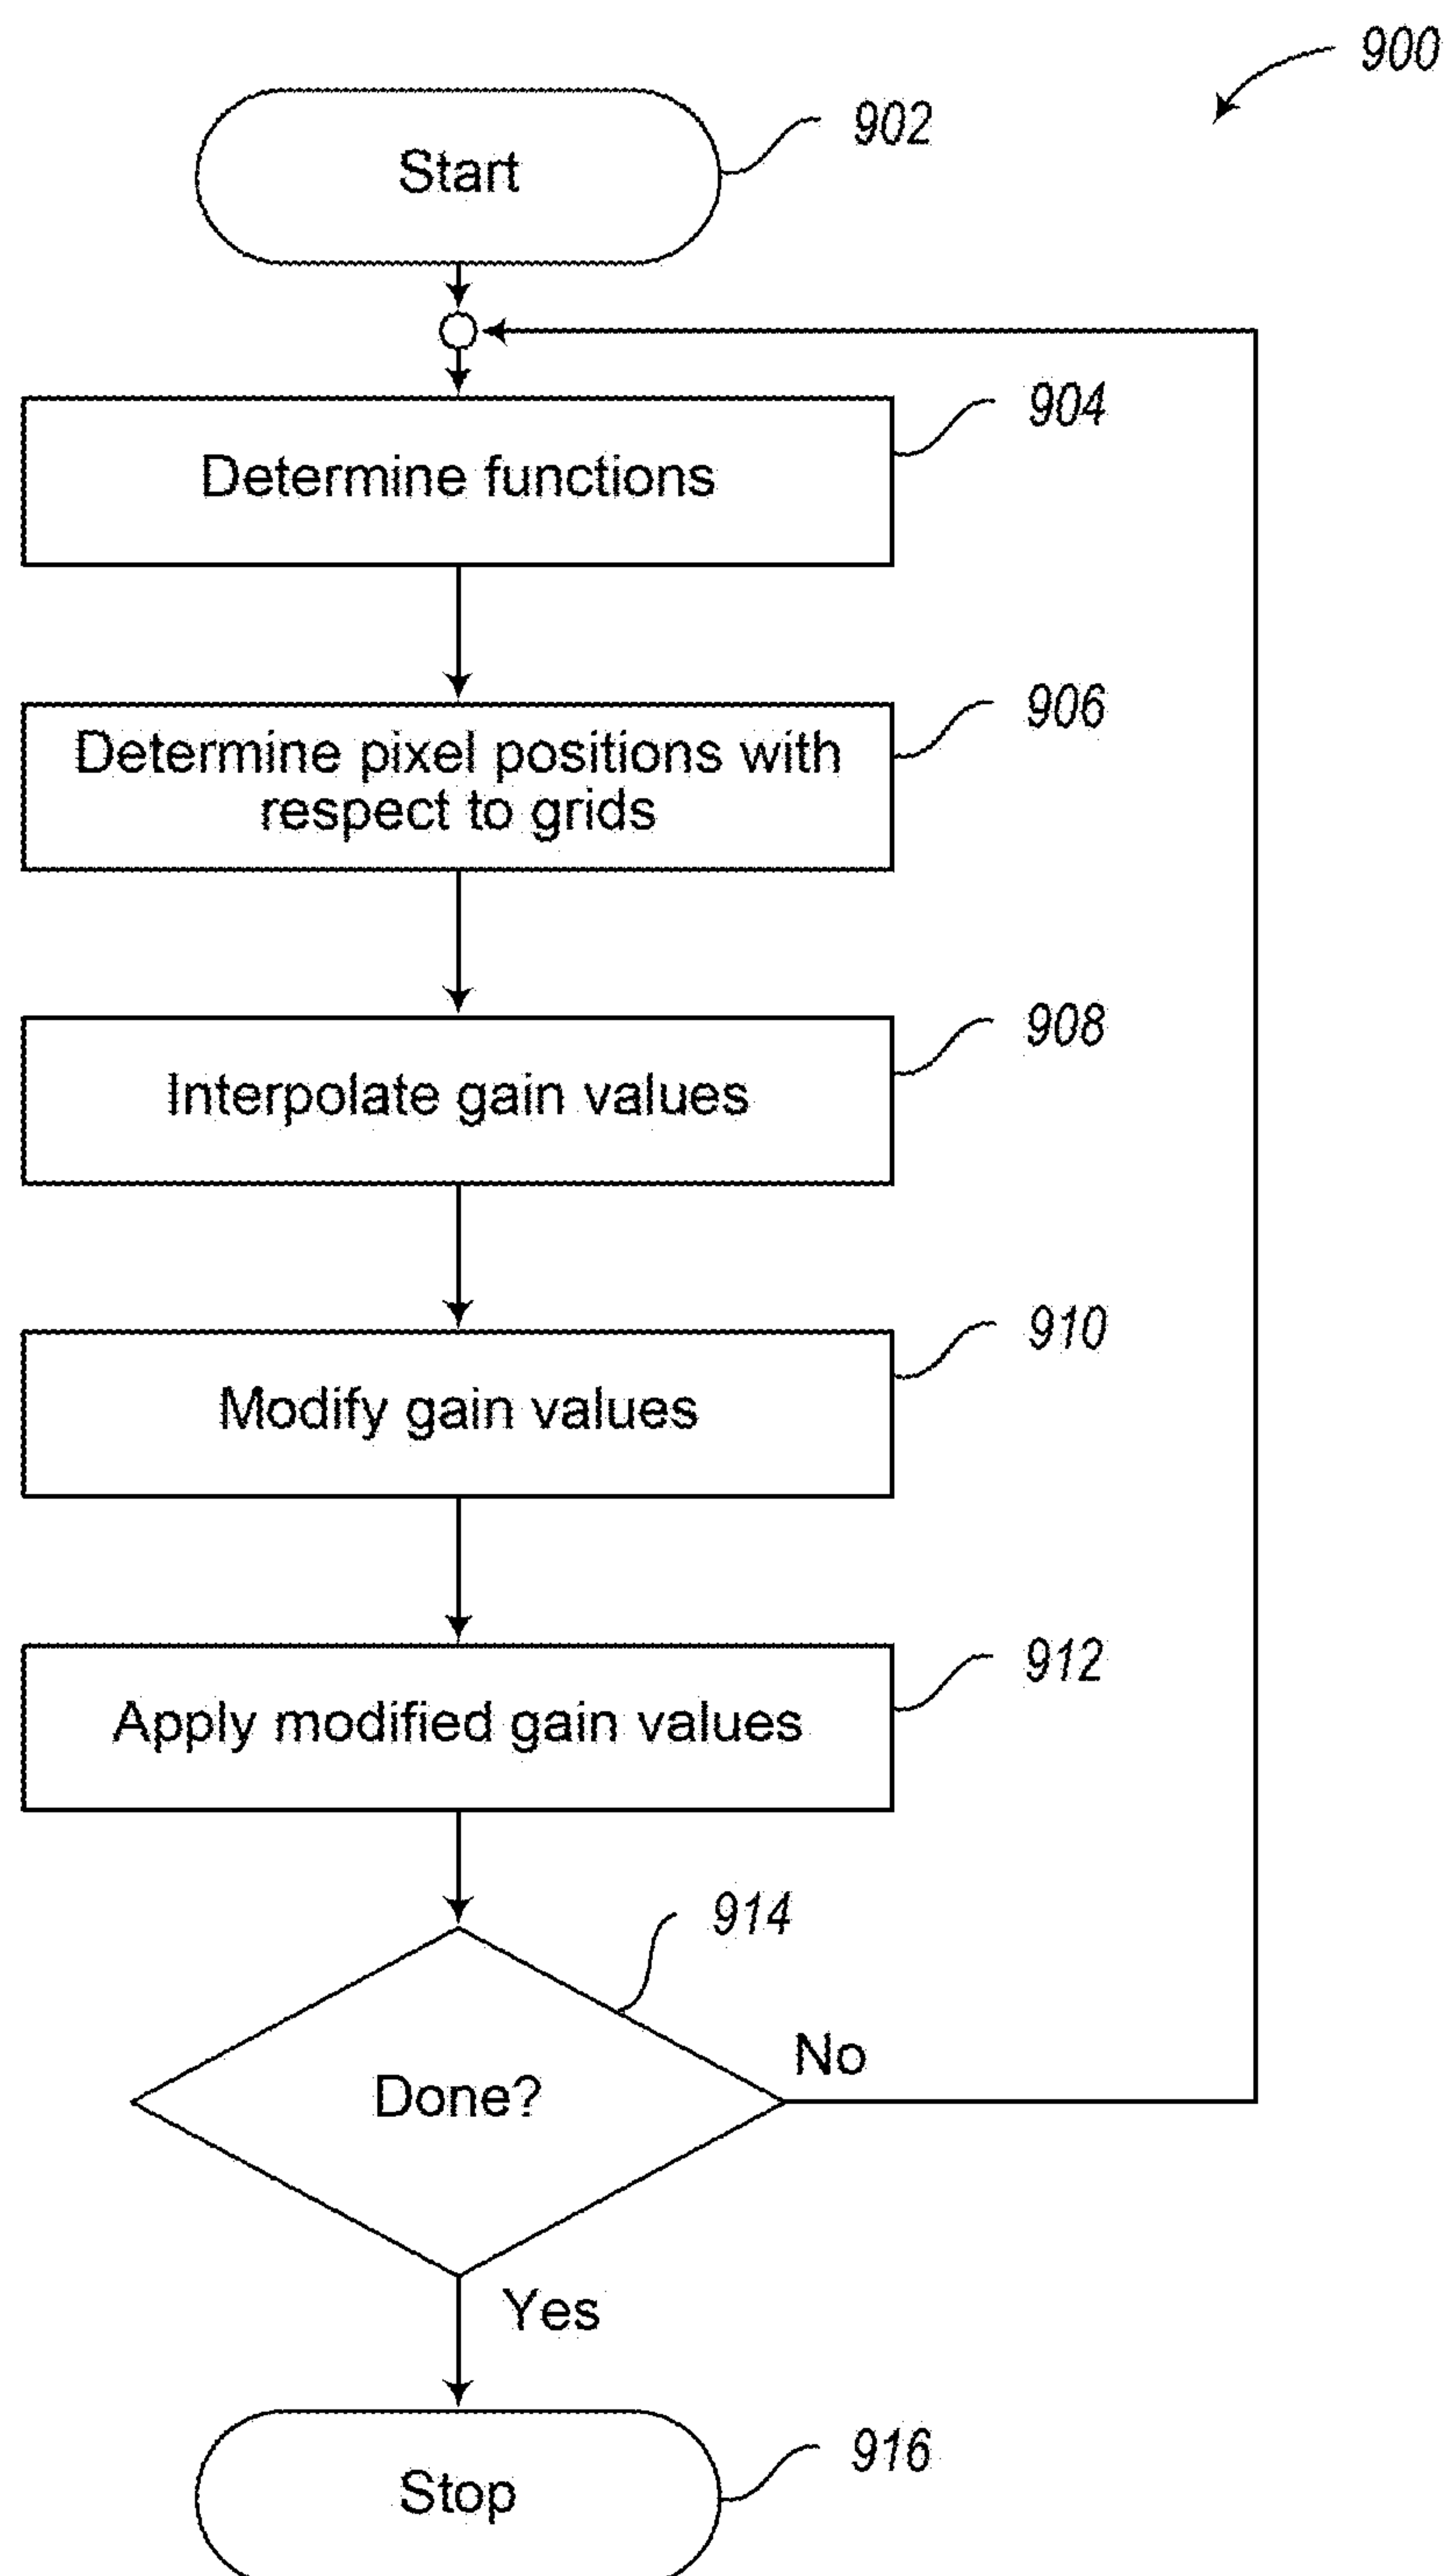 900
Start
902
Determine functions
904
Determine pixel positions with
respect to grids
906
Interpolate gain values
908
Modify gain values
910
Apply modified gain values
912
Done?
914
No
Yes
Stop
916